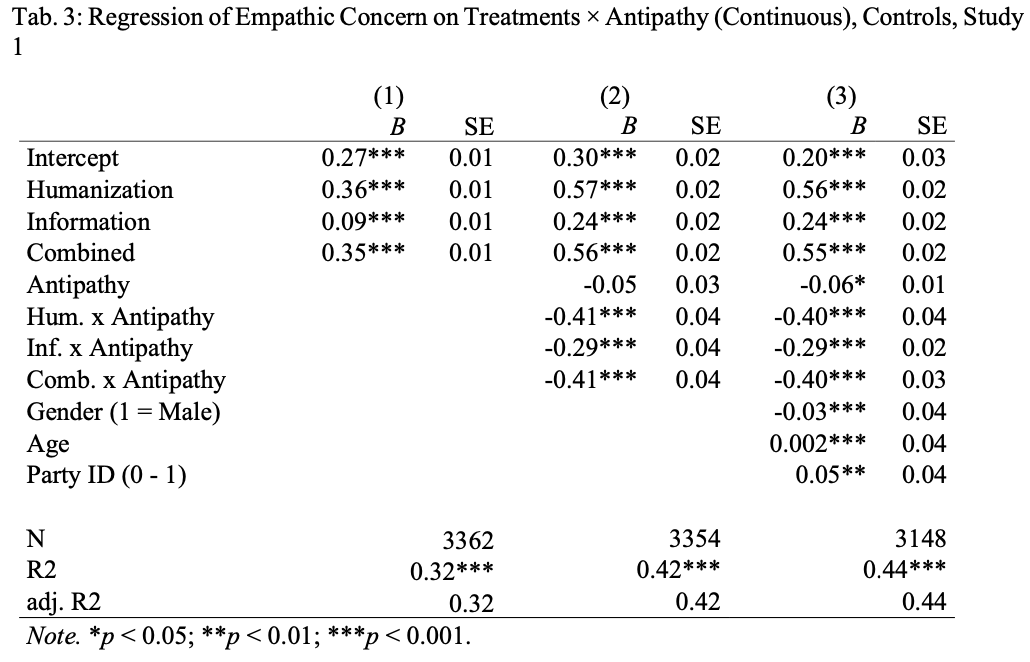 Tab. 3: Regression of Empathic Concern on Treatments × Antipathy (Continuous), Controls, Study
1
(1) (2) (3)
B SE B SE B SE
Intercept 0.27*** 0.01 0.30*** 0.02 0.20*** 0.03
Humanization 0.36*** 0.01 0.57*** 0.02 0.56*** 0.02
Information 0.09*** 0.01 0.24*** 0.02 0.24*** 0.02
Combined 0.35*** 0.01 0.56*** 0.02 0.55*** 0.02
Antipathy -0.05 0.03 -0.06* 0.01
Hum. x Antipathy -0.41*** 0.04 -0.40*** 0.04
Inf. x Antipathy -0.29*** 0.04 -0.29*** 0.02
Comb. x Antipathy -0.41*** 0.04 -0.40*** 0.03
Gender (1 = Male) -0.03*** 0.04
Age 0.002*** 0.04
Party ID (0 - 1) 0.05** 0.04
N 3362 3354 3148
R2 0.32*** 0.42*** 0.44***
adj. R2 0.32 0.42 0.44
Note. *p < 0.05; **p < 0.01; ***p < 0.001.